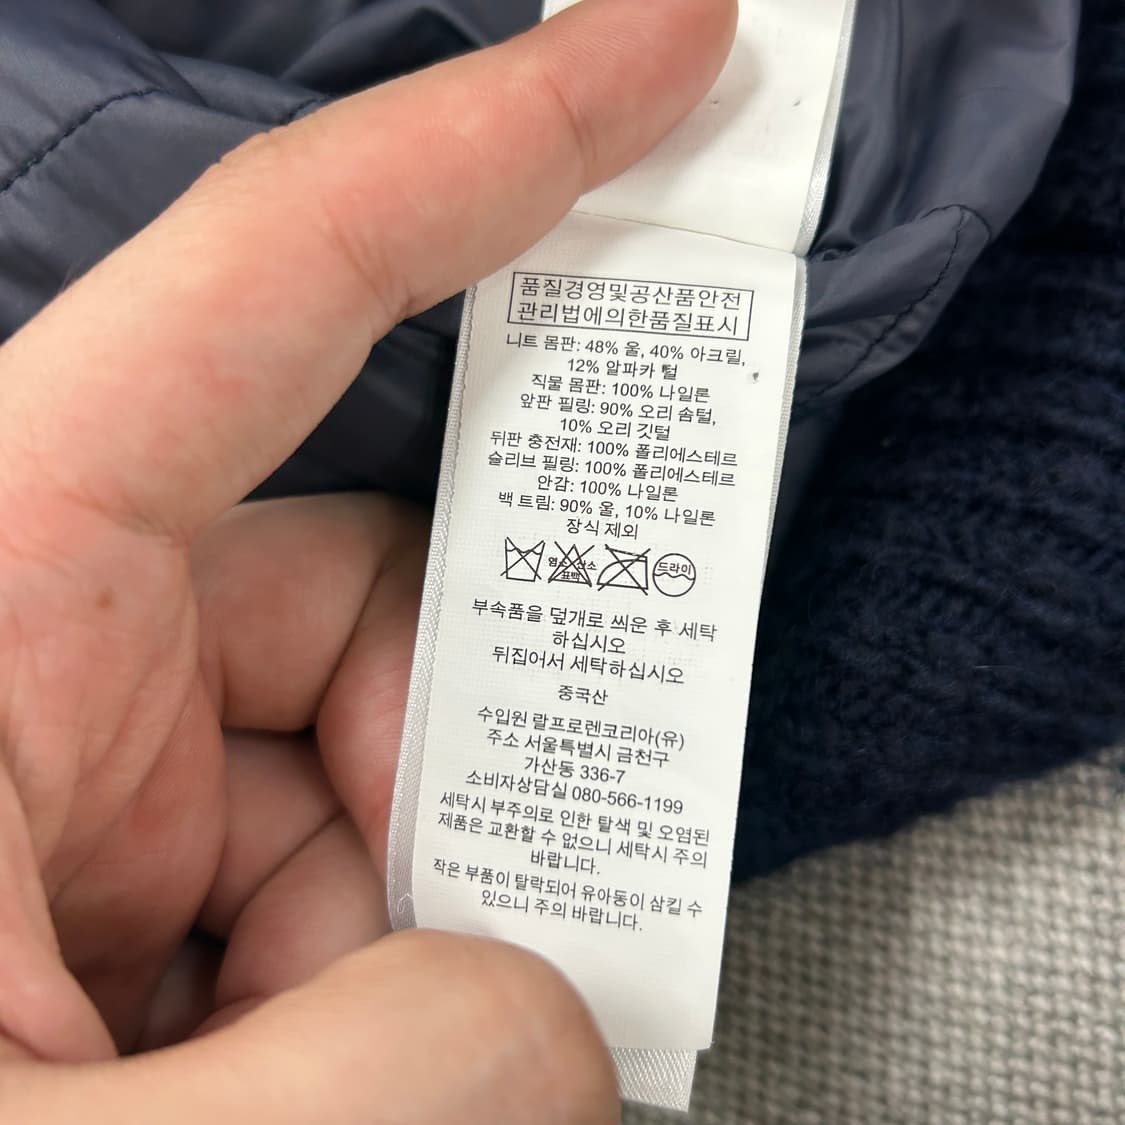 품질경영및공산품안전
관리법에의한품질표시
니트 몸판: 48% 울, 40% 아크릴,
12% 알파카 털
직물 몸판: 100% 나일론
앞판 필링: 90% 오리 솜털,
10% 오리 깃털
뒤판 충전재: 100% 폴리에스테르
슬리브 필링: 100% 폴리에스테르
안감: 100% 나일론
백 트림: 90% 울, 10% 나일론
장식 제외
드라이
부속품을 덮개로 씌운 후 세탁
하십시오
뒤집어서 세탁하십시오
중국산
수입원 랄프로렌코리아(유)
주소 서울특별시 금천구
가산동 336-7
소비자상담실 080-566-1199
세탁시 부주의로 인한 탈색 및 오염된
제품은 교환할 수 없으니 세탁시 주의
바랍니다.
작은 부품이 탈락되어 유아동이 삼킬 수
있으니 주의 바랍니다.